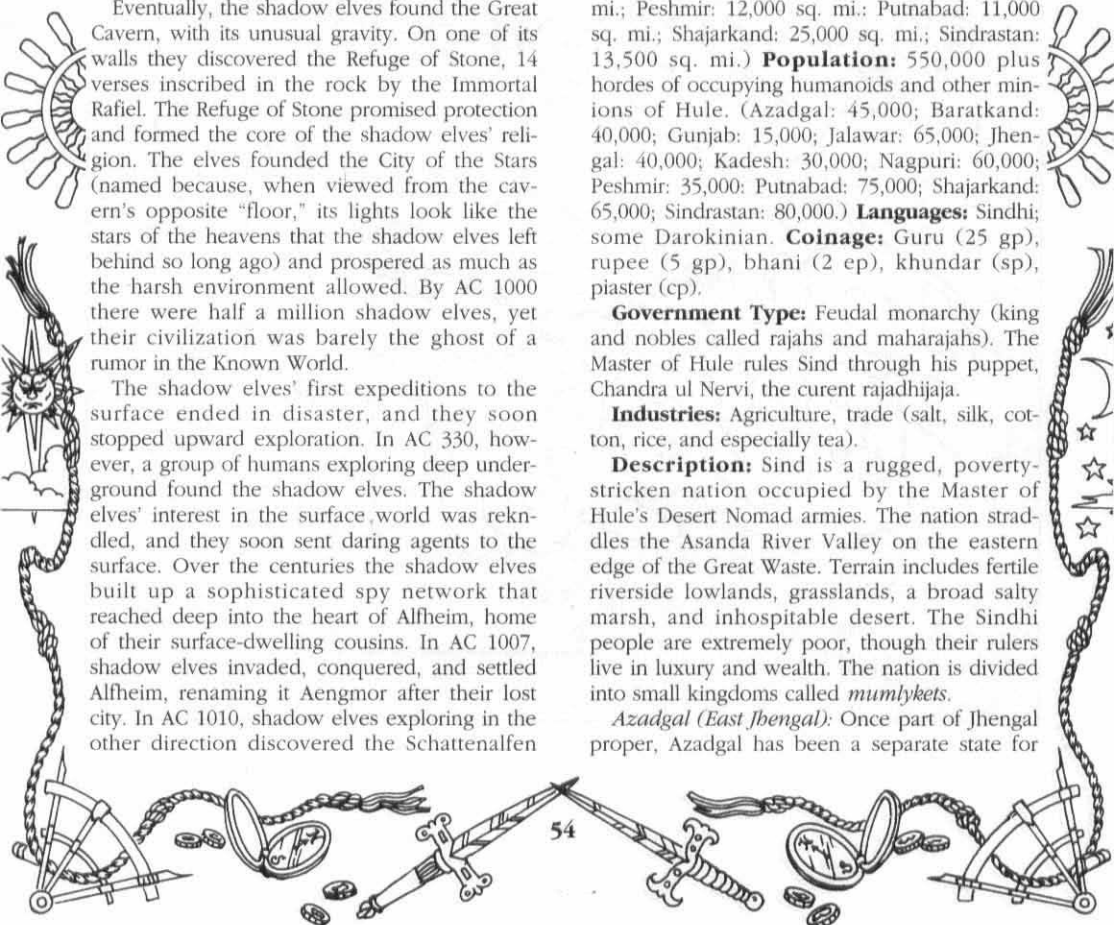 Eventually, the shadow elves found the Great
Cavern, with its unusual gravity. On one of its
walls they discovered the Refuge of Stone, 14
verses inscribed in the rock by the Immortal
Rafiel. The Refuge of Stone promised protection
and formed the core of the shadow elves' reli-
gion. The elves founded the City of the Stars
(named because, when viewed from the cav-
ern's opposite "floor," its lights look like the
stars of the heavens that the shadow elves left
behind so long ago) and prospered as much as
the harsh environment allowed. By AC 1000
there were half a million shadow elves, yet
their civilization was barely the ghost of a
rumor in the Known World.
The shadow elves' first expeditions to the
surface ended in disaster, and they soon
stopped upward exploration. In AC 330, how-
ever, a group of humans exploring deep under-
ground found the shadow elves. The shadow
elves' interest in the surface world was rekn-
dled, and they soon sent daring agents to the
surface. Over the centuries the shadow elves
built up a sophisticated spy network that
reached deep into the heart of Alfheim, home
of their surface-dwelling cousins. In AC 1007,
shadow elves invaded, conquered, and settled
Alfheim, renaming it Aengmor after their lost
city. In AC 1010, shadow elves exploring in the
other direction discovered the Schattenalfen
mi.; Peshmir: 12,000 sq. mi.: Putnabad: 11,000
sq. mi.; Shajarkand: 25,000 sq. mi.; Sindrastan:
13,500 sq. mi.) Population: 550,000 plus
hordes of occupying humanoids and other min-
ions of Hule. (Azadgal: 45,000; Baratkand:
40,000; Gunjab: 15,000; Jalawar: 65,000; Jhen-
gal: 40,000; Kadesh: 30,000; Nagpuri: 60,000;
Peshmir: 35,000: Putnabad: 75,000; Shajarkand:
65,000; Sindrastan: 80,000.) Languages: Sindhi;
some Darokinian. Coinage: Guru (25 gp),
rupee (5 gp), bhani (2 ep), khundar (sp),
piaster (cp).
Government Type: Feudal monarchy (king
and nobles called rajahs and maharajahs). The
Master of Hule rules Sind through his puppet,
Chandra ul Nervi, the curent rajadhijaja.
Industries: Agriculture, trade (salt, silk, cot-
ton, rice, and especially tea).
Description: Sind is a rugged, poverty-
stricken nation occupied by the Master of
Hule's Desert Nomad armies. The nation strad-
dles the Asanda River Valley on the eastern
edge of the Great Waste. Terrain includes fertile
riverside lowlands, grasslands, a broad salty
marsh, and inhospitable desert. The Sindhi
people are extremely poor, though their rulers
live in luxury and wealth. The nation is divided
into small kingdoms called mumlykets.
Azadgal (East Jhengal): Once part of Jhengal
proper, Azadgal has been a separate state for
54